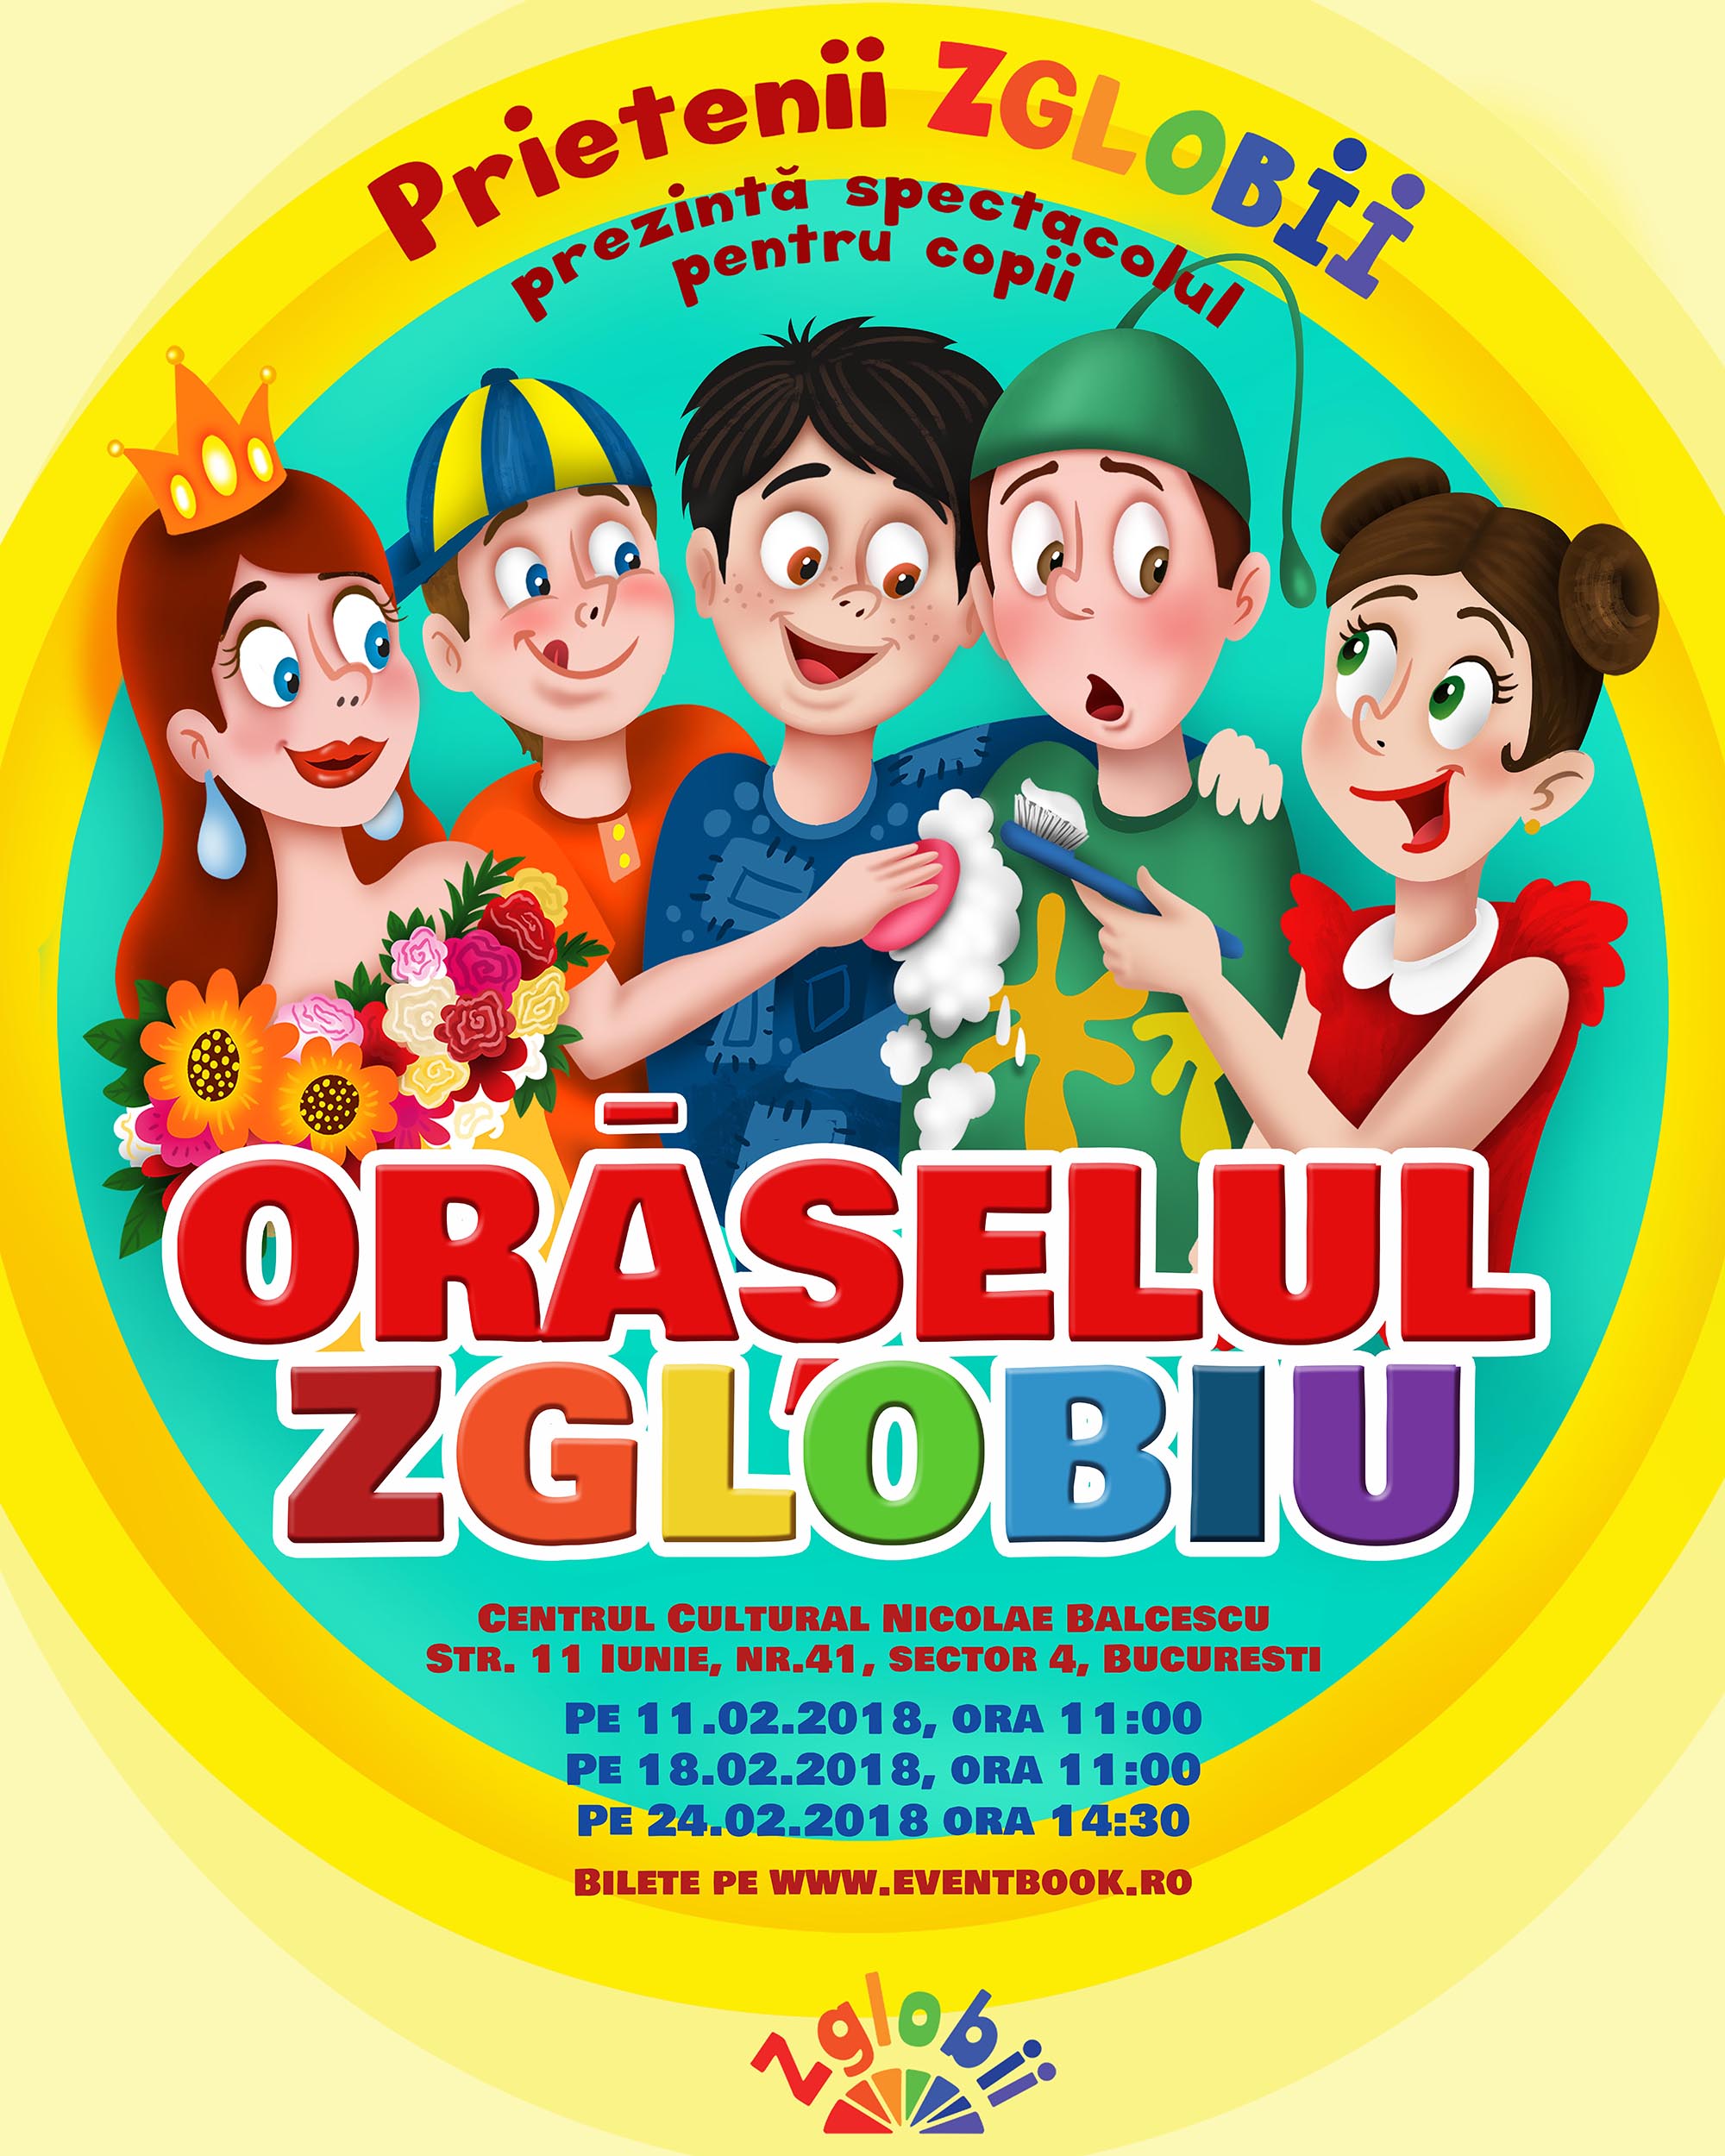 Prietenii ZGLOBii
prezintă spectacolul
pentru copii
ORĀȘELUL
ZGLOBIU
Centrul Cultural Nicolae Balcescu
Str. 11 Iunie, nr.41, sector 4, Bucuresti
Pe 11.02.2018, ora 11:00
Pe 18.02.2018, ora 11:00
Pe 24.02.2018 ora 14:30
Bilete pe www.eventbook.ro
zglobii